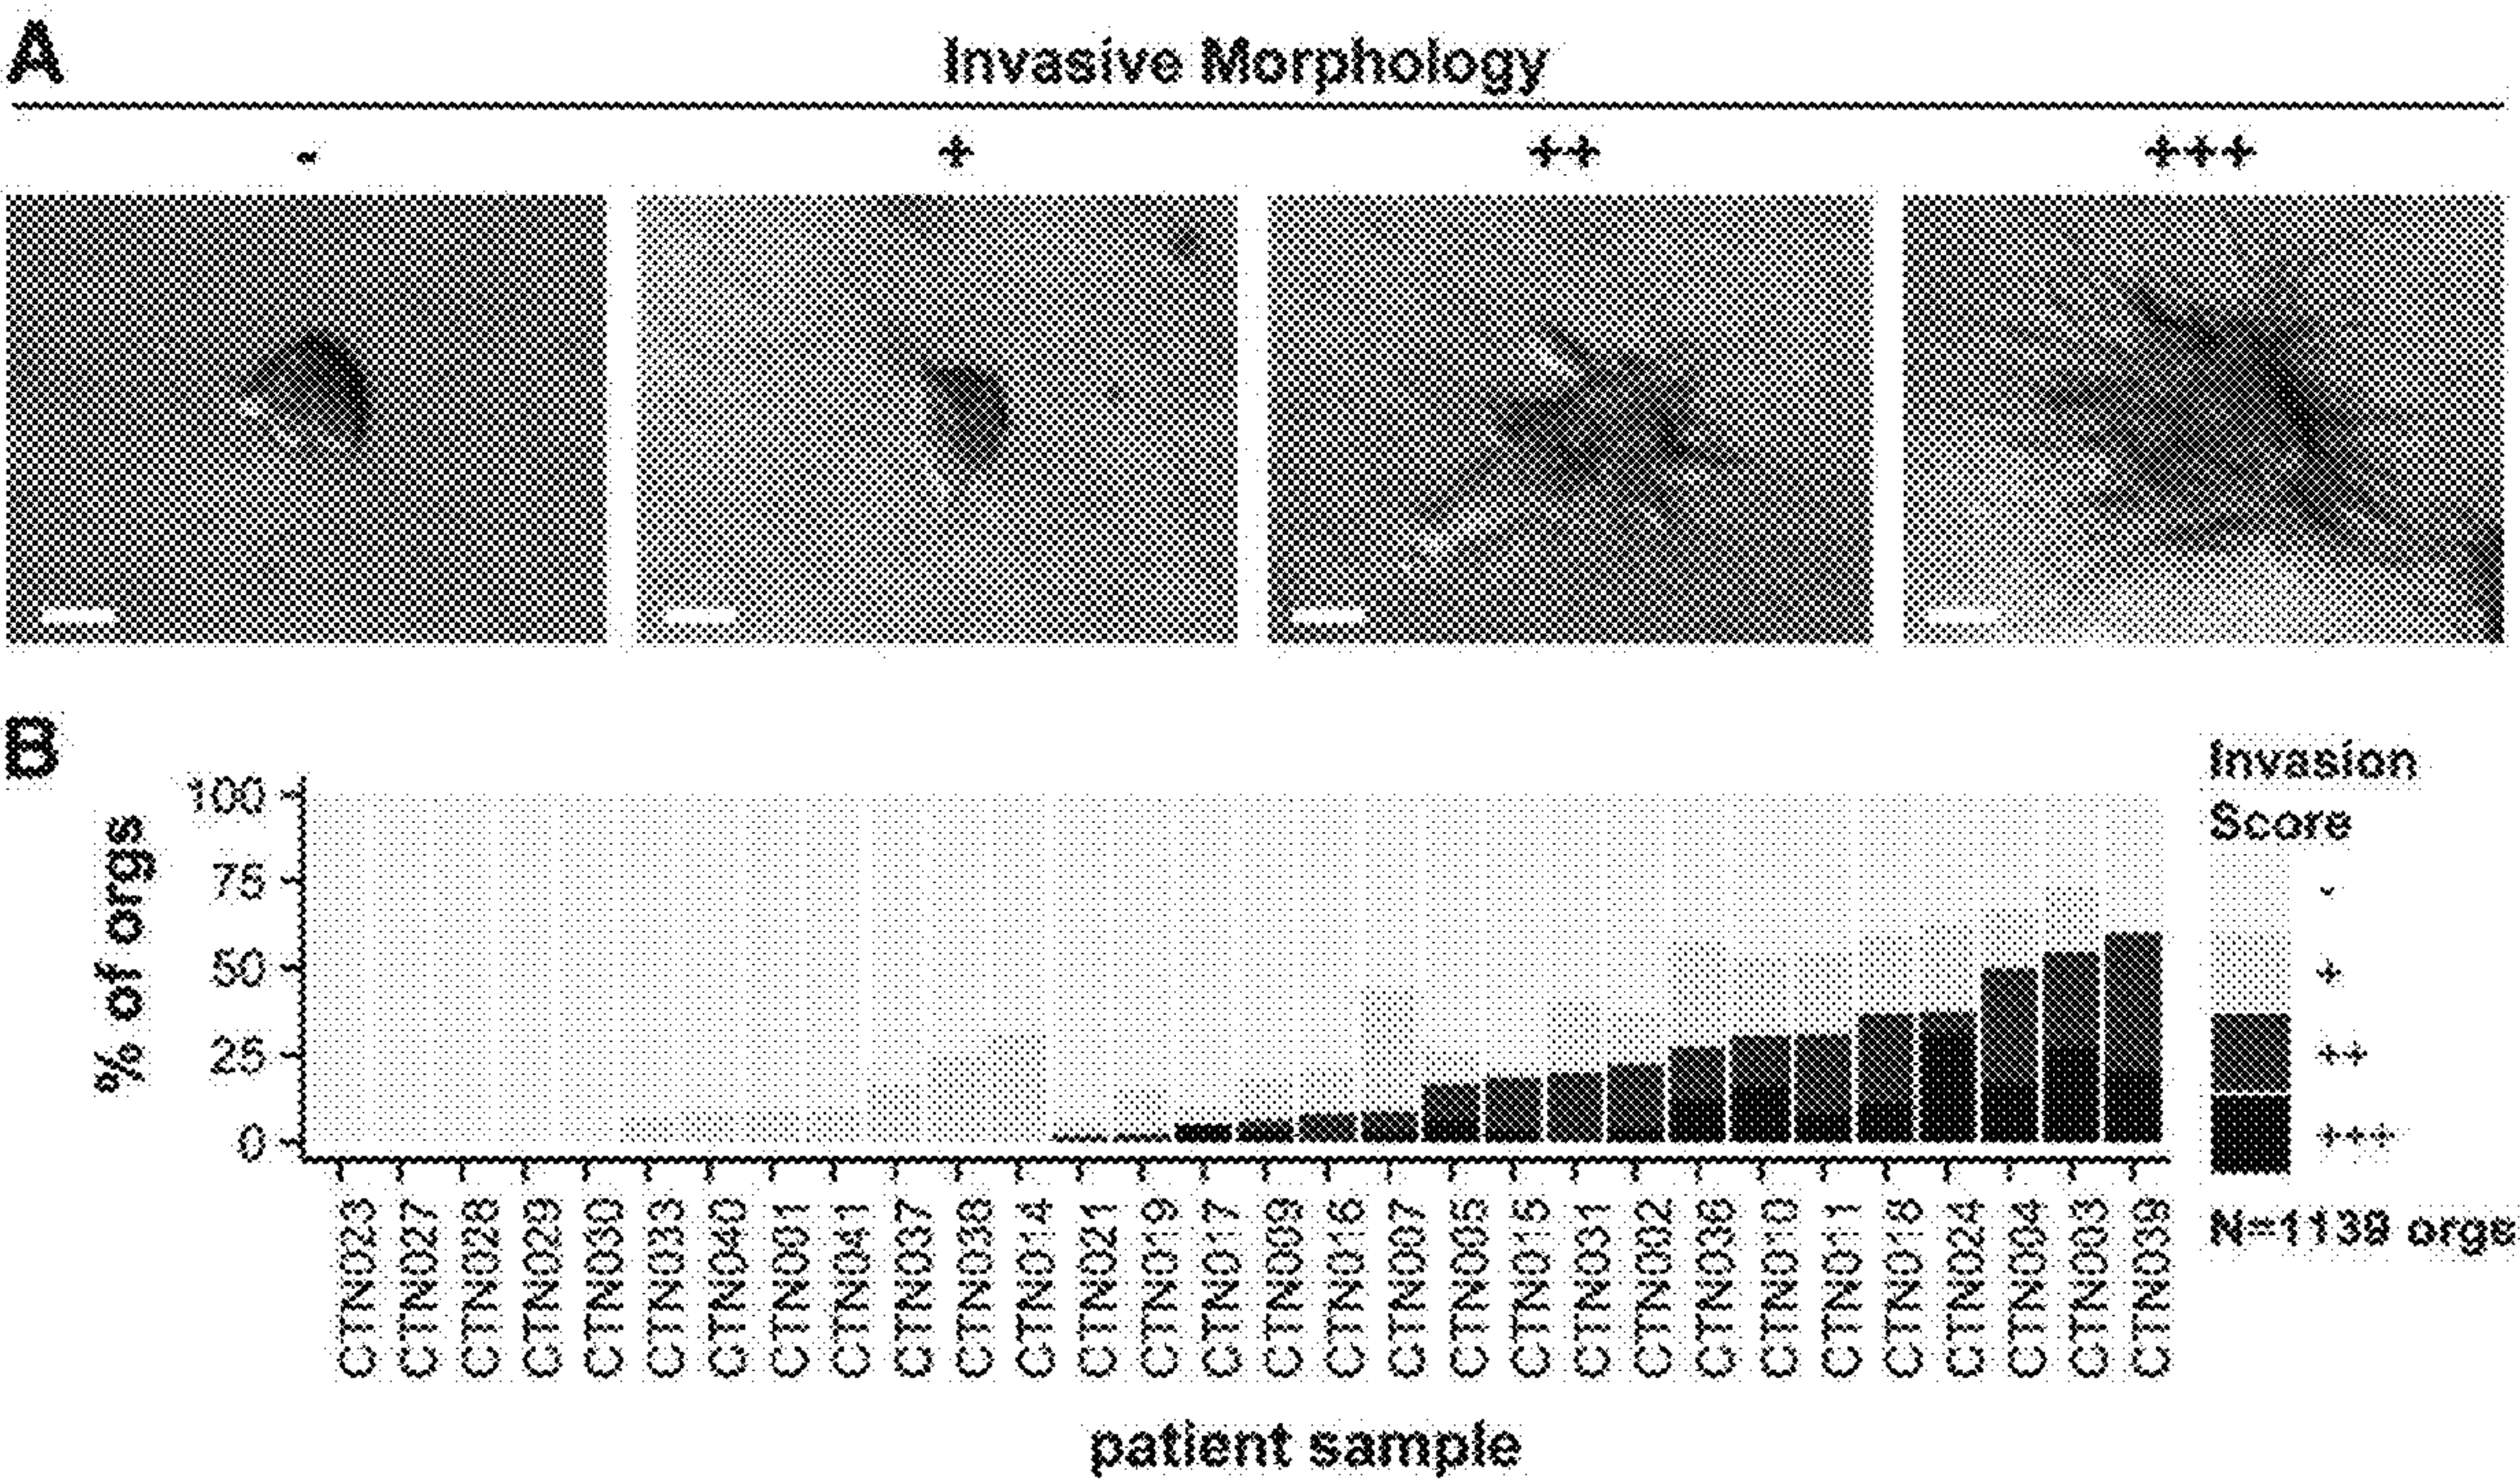 A
Invasive Morphology
- + ++ +++
B
% of orgs
100
75
50
25
0
CTN023
CTN027
CTN028
CTN029
CTN030
CTN033
CTN040
CTN001
CTN041
CTN037
CTN038
CTN014
CTN021
CTN019
CTN017
CTN009
CTN016
CTN007
CTN005
CTN015
CTN031
CTN002
CTN010
CTN011
CTN018
CTN024
CTN004
CTN003
patient sample
Invasion
Score
-
+
++
+++
N=1139 orgs